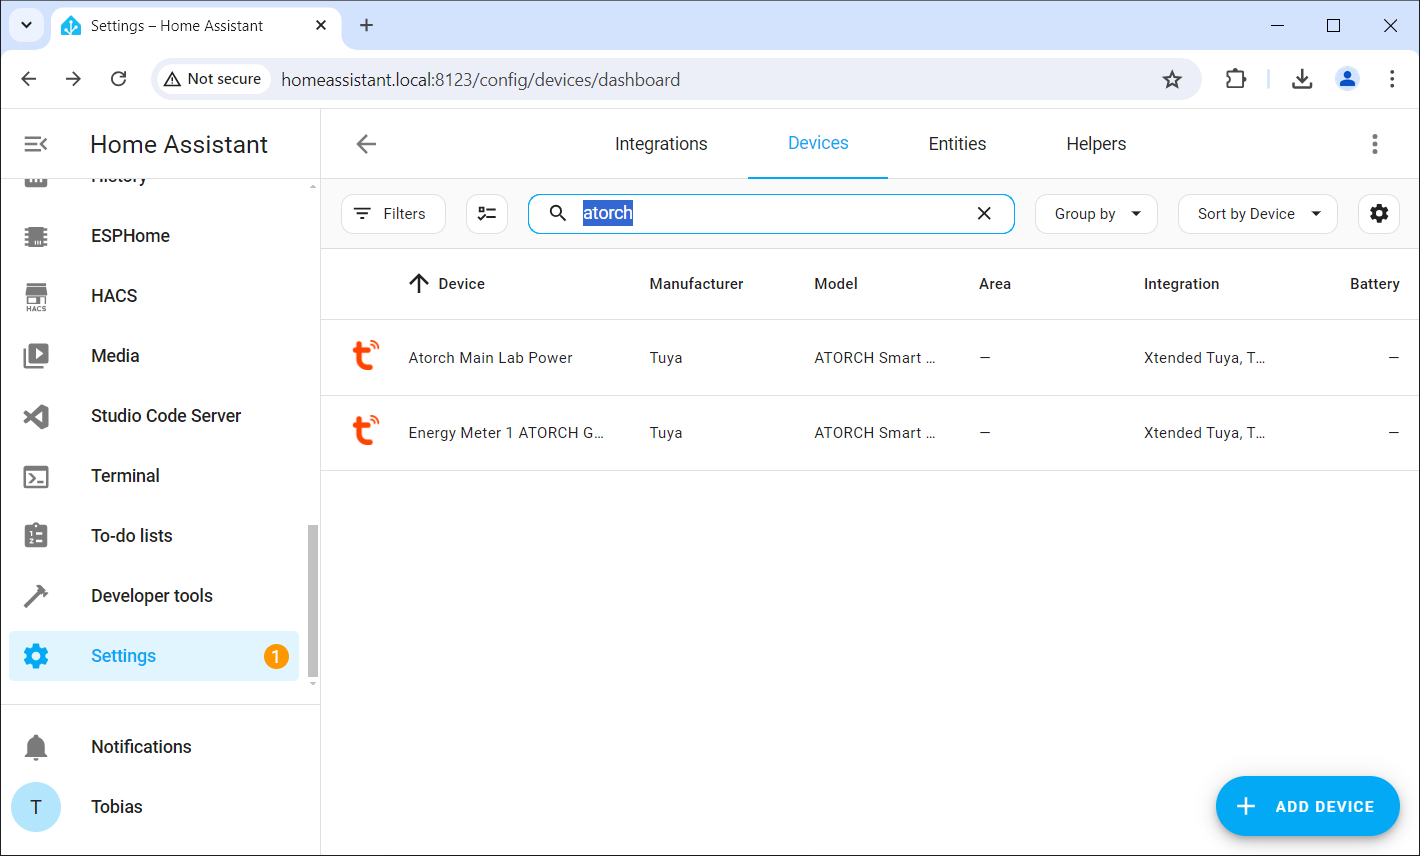 Settings – Home Assistant
Not secure
homeassistant.local:8123/config/devices/dashboard
Home Assistant
Integrations
Devices
Entities
Helpers
History
ESPHome
HACS
HACS
Media
Studio Code Server
Terminal
To-do lists
Developer tools
Settings
1
Notifications
T
Tobias
Filters
atorch
Group by
Sort by Device
Device
Manufacturer
Model
Area
Integration
Battery
Atorch Main Lab Power
Tuya
ATORCH Smart ...
—
Xtended Tuya, T...
—
Energy Meter 1 ATORCH G...
Tuya
ATORCH Smart ...
—
Xtended Tuya, T...
—
ADD DEVICE